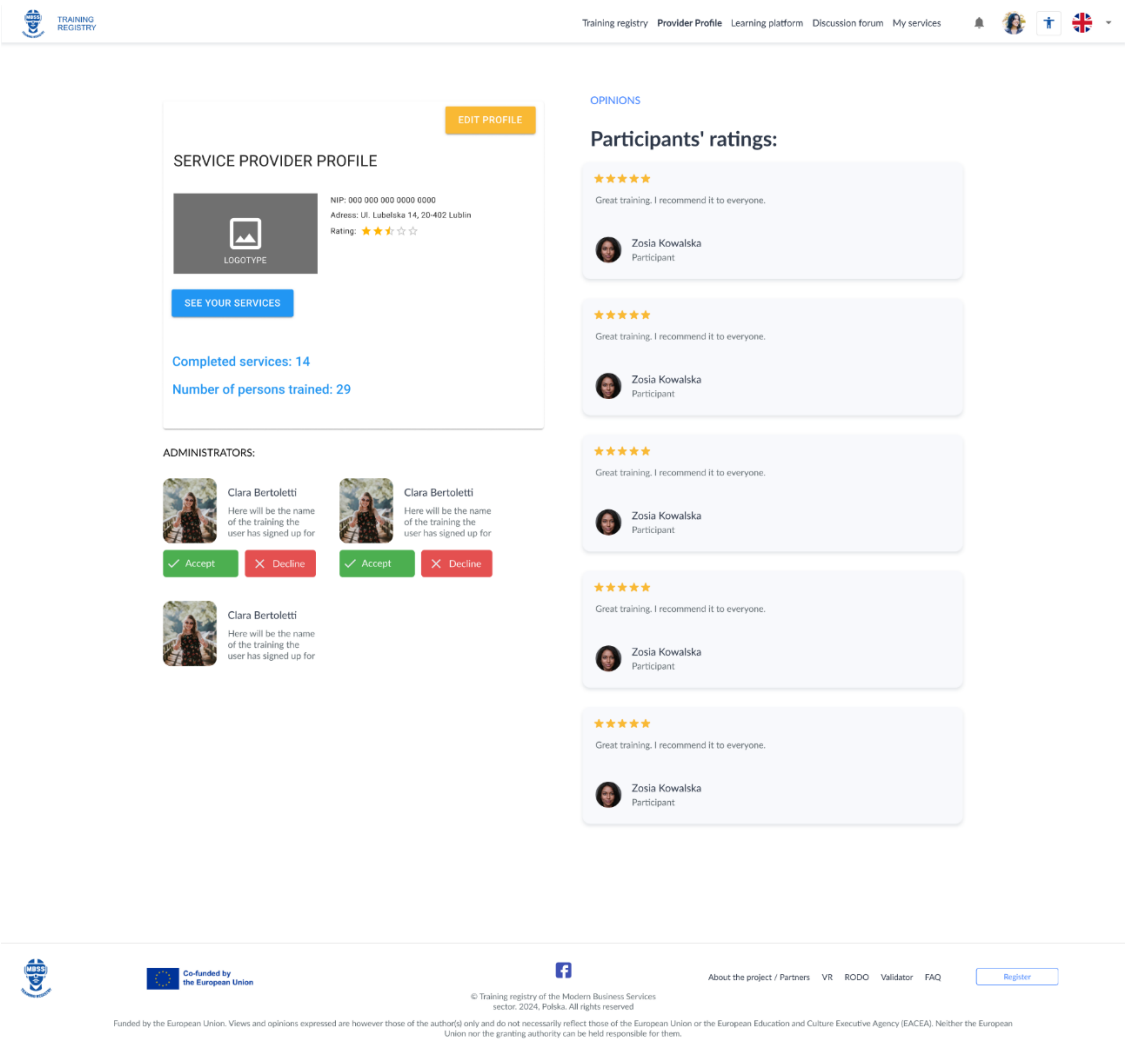 MBSS
TRAINING
REGISTRY
Training registry Provider Profile Learning platform Discussion forum My services
EDIT PROFILE
SERVICE PROVIDER PROFILE
LOGOTYPE
NIP: 000 000 000 0000 0000
Adress: Ul. Lubelska 14, 20-402 Lublin
Rating:
SEE YOUR SERVICES
Completed services: 14
Number of persons trained: 29
ADMINISTRATORS:
Clara Bertoletti
Here will be the name
of the training the
user has signed up for
Accept
Decline
Clara Bertoletti
Here will be the name
of the training the
user has signed up for
Accept
Decline
Clara Bertoletti
Here will be the name
of the training the
user has signed up for
OPINIONS
Participants' ratings:
Great training. I recommend it to everyone.
Zosia Kowalska
Participant
Great training. I recommend it to everyone.
Zosia Kowalska
Participant
Great training. I recommend it to everyone.
Zosia Kowalska
Participant
Great training. I recommend it to everyone.
Zosia Kowalska
Participant
Great training. I recommend it to everyone.
Zosia Kowalska
Participant
MBSS
Co-funded by
the European Union
© Training registry of the Modern Business Services
sector. 2024, Polska. All rights reserved
About the project / Partners VR RODO Validator FAQ
Register
Funded by the European Union. Views and opinions expressed are however those of the author(s) only and do not necessarily reflect those of the European Union or the European Education and Culture Executive Agency (EACEA). Neither the European
Union nor the granting authority can be held responsible for them.